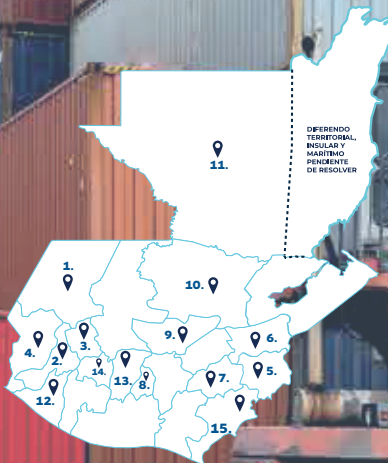 DIFERENDO
TERRITORIAL,
INSULAR Y
MARÍTIMO
PENDIENTE
DE RESOLVER
11.
1.
10.
9.
6.
3.
4.
2.
14.
13.
8.
7.
5.
12.
15.